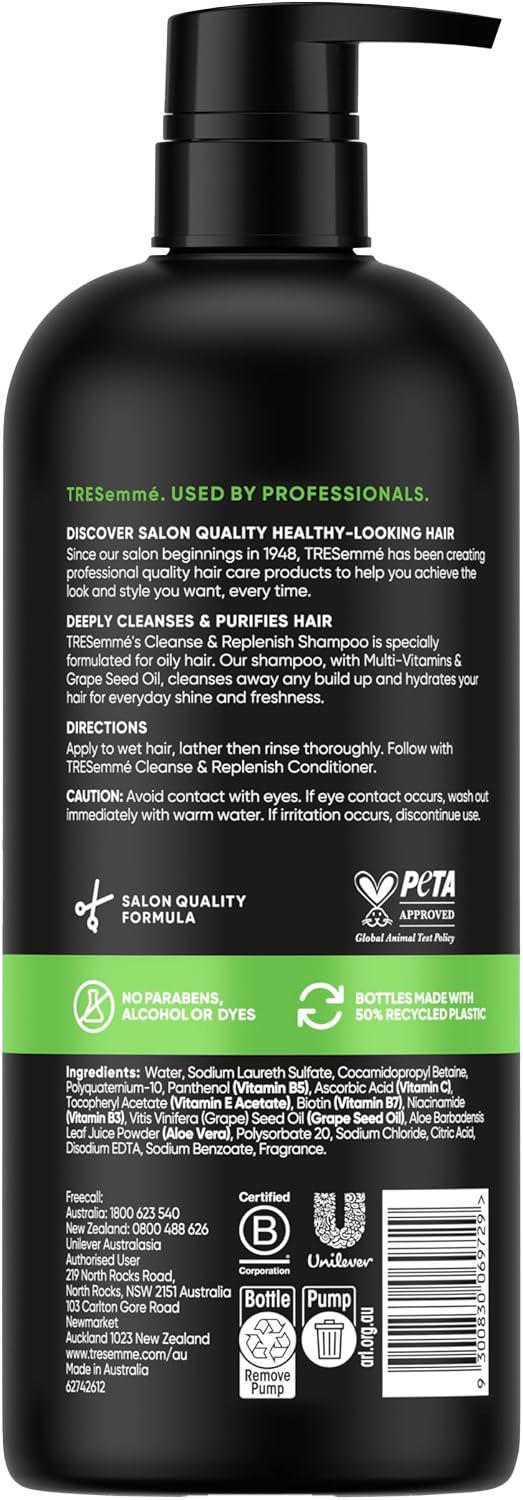 TRESemmé. USED BY PROFESSIONALS.
DISCOVER SALON QUALITY HEALTHY-LOOKING HAIR
Since our salon beginnings in 1948, TRESemmé has been creating
professional quality hair care products to help you achieve the
look and style you want, every time.
DEEPLY CLEANSES & PURIFIES HAIR
TRESemmé's Cleanse & Replenish Shampoo is specially
formulated for oily hair. Our shampoo, with Multi-Vitamins &
Grape Seed Oil, cleanses away any build up and hydrates your
hair for everyday shine and freshness.
DIRECTIONS
Apply to wet hair, lather then rinse thoroughly. Follow with
TRESemmé Cleanse & Replenish Conditioner.
CAUTION: Avoid contact with eyes. If eye contact occurs, wash out
immediately with warm water. If irritation occurs, discontinue use.
SALON QUALITY
FORMULA
PETA
APPROVED
Global Animal Test Policy
NO PARABENS,
ALCOHOL OR DYES
BOTTLES MADE WITH
50% RECYCLED PLASTIC
Ingredients: Water, Sodium Laureth Sulfate, Cocamidopropyl Betaine,
Polyquaternium-10, Panthenol (Vitamin B5), Ascorbic Acid (Vitamin C),
Tocopheryl Acetate (Vitamin E Acetate), Biotin (Vitamin B7), Niacinamide
(Vitamin B3), Vitis Vinifera (Grape) Seed Oil (Grape Seed Oil), Aloe Barbadensis
Leaf Juice Powder (Aloe Vera), Polysorbate 20, Sodium Chloride, Citric Acid,
Disodium EDTA, Sodium Benzoate, Fragrance.
Freecall:
Australia: 1800 623 540
New Zealand: 0800 488 626
Unilever Australasia
Authorised User
219 North Rocks Road,
North Rocks, NSW 2151 Australia
103 Carlton Gore Road
Newmarket
Auckland 1023 New Zealand
www.tresemme.com/au
Made in Australia
62742612
Certified
B
Corporation
Unilever
Bottle
Remove
Pump
Pump
arl.org.au
9 300830 069729 >